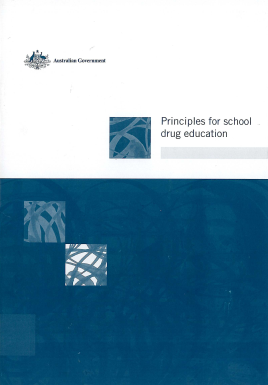 Australian Government
Principles for school
drug education